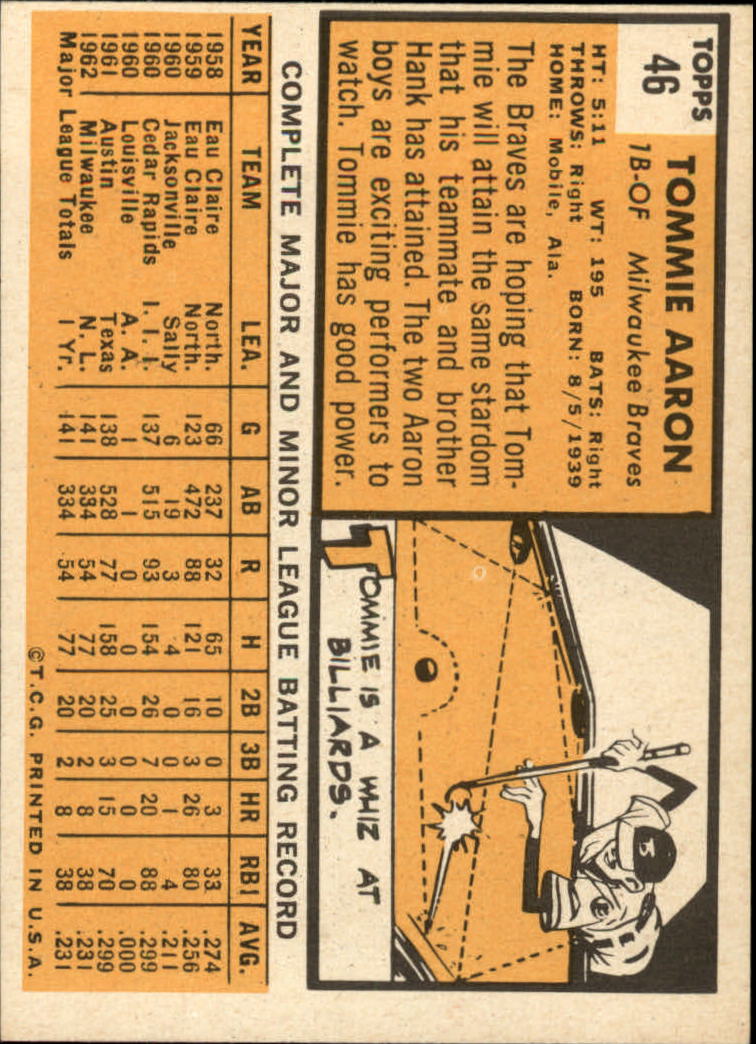 TOPPS
46
TOMMIE AARON
1B-OF Milwaukee Braves
HT: 5:11 WT: 195 BATS: Right
THROWS: Right BORN: 8/5/1939
HOME: Mobile, Ala.
The Braves are hoping that Tom-
mie will attain the same stardom
that his teammate and brother
Hank has attained. The two Aaron
boys are exciting performers to
watch. Tommie has good power.
TOMMIE IS A WHIZ AT
BILLIARDS.
COMPLETE MAJOR AND MINOR LEAGUE BATTING RECORD
YEAR TEAM LEA. G AB R H 2B 3B HR RBI AVG.
1958 Eau Claire North. 66 237 32 65 10 0 3 33 .274
1959 Eau Claire North. 123 472 88 121 16 3 26 80 .256
1960 Jacksonville Sally 6 19 3 4 0 0 1 4 .211
1960 Cedar Rapids I. I. I. 137 515 93 154 26 7 20 88 .299
1960 Louisville A. A. 1 1 0 0 0 0 0 0 .000
1961 Austin Texas 138 528 77 158 25 3 15 70 .299
1962 Milwaukee N. L. 141 334 54 77 20 2 8 38 .231
Major League Totals 1 Yr. 141 334 54 77 20 2 8 38 .231
©T.C.G. PRINTED IN U.S.A.